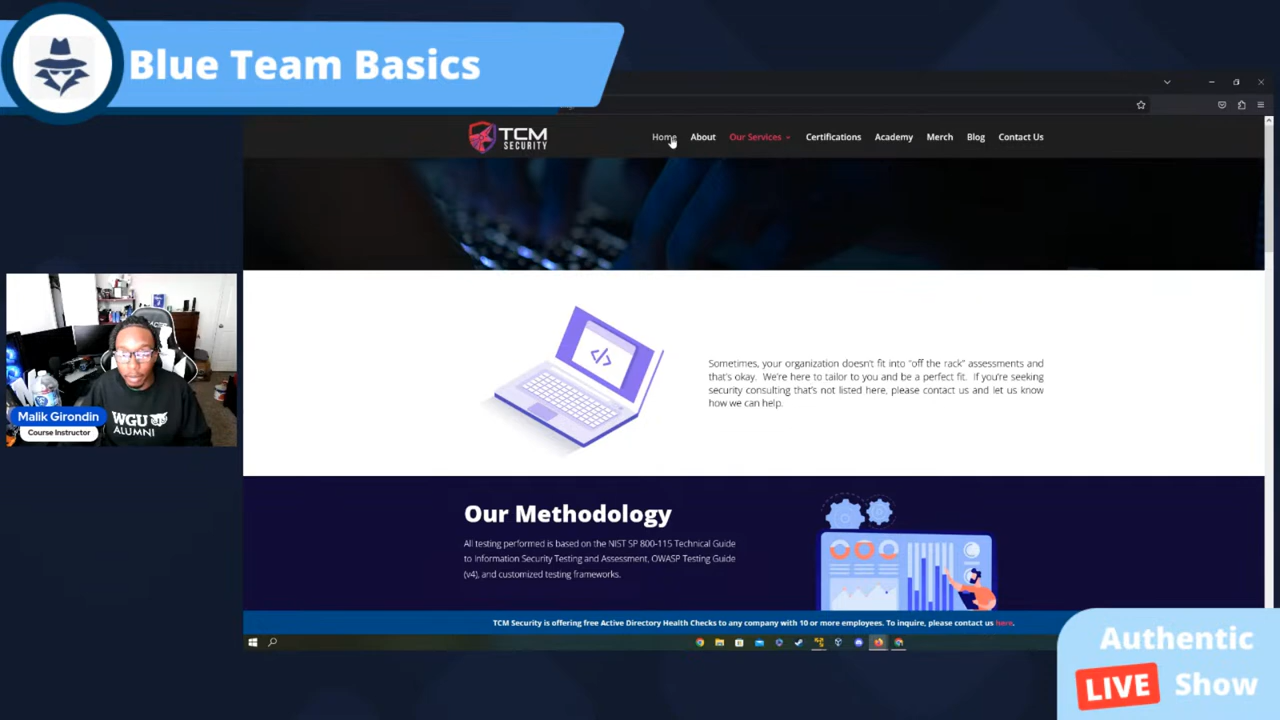 Blue Team Basics
TCM
SECURITY
Home About Our Services Certifications Academy Merch Blog Contact Us
Sometimes, your organization doesn't fit into "off the rack" assessments and
that's okay. We're here to tailor to you and be a perfect fit. If you're seeking
security consulting that's not listed here, please contact us and let us know
how we can help.
Malik Girondin
Course Instructor
WGU
ALUMNI
Our Methodology
All testing performed is based on the NIST SP 800-115 Technical Guide
to Information Security Testing and Assessment, OWASP Testing Guide
(v4), and customized testing frameworks.
TCM Security is offering free Active Directory Health Checks to any company with 10 or more employees. To inquire, please contact us here.
Authentic
LIVE Show